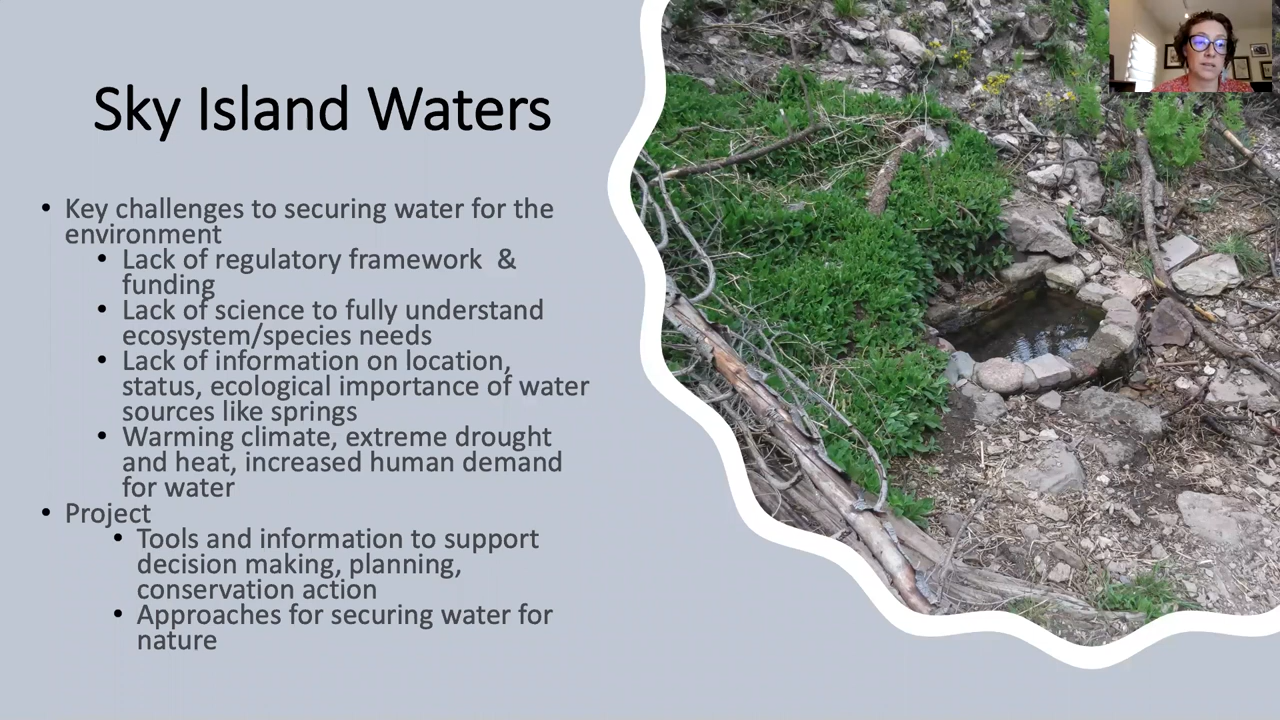 Sky Island Waters
• Key challenges to securing water for the
environment
• Lack of regulatory framework & 
funding
• Lack of science to fully understand
ecosystem/species needs
• Lack of information on location,
status, ecological importance of water
sources like springs
• Warming climate, extreme drought
and heat, increased human demand
for water
• Project
• Tools and information to support
decision making, planning,
conservation action
• Approaches for securing water for
nature